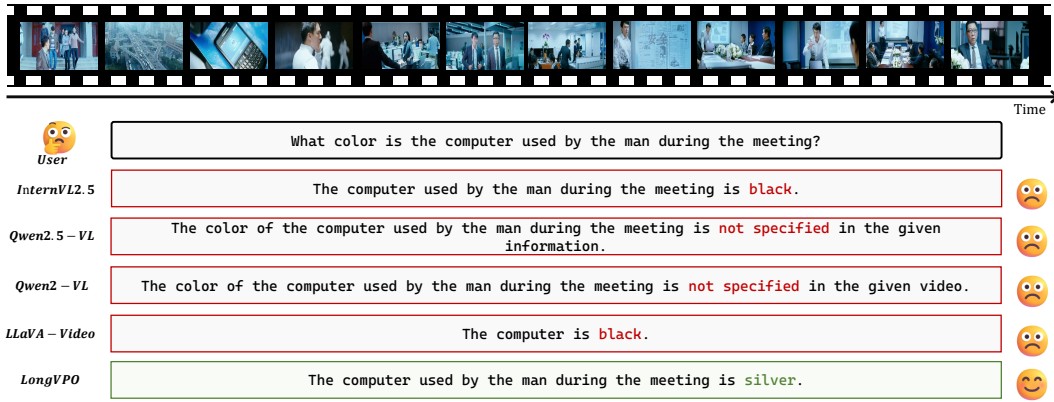 Time
User
What color is the computer used by the man during the meeting?
InternVL2.5
The computer used by the man during the meeting is black.
Qwen2.5-VL
The color of the computer used by the man during the meeting is not specified in the given
information.
Qwen2-VL
The color of the computer used by the man during the meeting is not specified in the given video.
LLaVA-Video
The computer is black.
LongVPO
The computer used by the man during the meeting is silver.